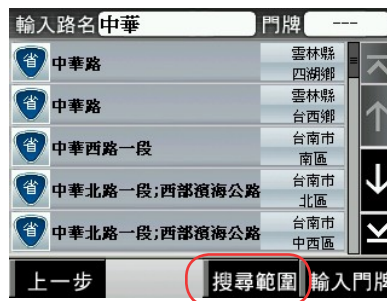 輸入路名 中華 門牌 ---
省 中華路 雲林縣
四湖鄉
省 中華路 雲林縣
台西鄉
省 中華西路一段 台南市
南區
省 中華北路一段;西部濱海公路 台南市
北區
省 中華北路一段;西部濱海公路 台南市
中西區
上一步 搜尋範圍 輸入門牌